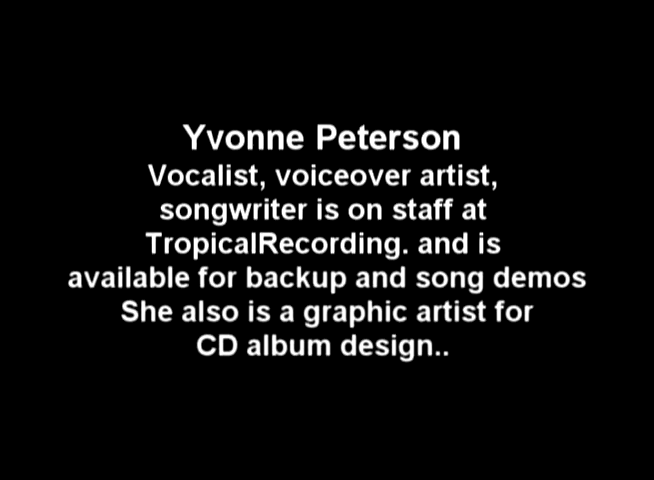 Yvonne Peterson
Vocalist, voiceover artist,
songwriter is on staff at
TropicalRecording. and is
available for backup and song demos
She also is a graphic artist for
CD album design..